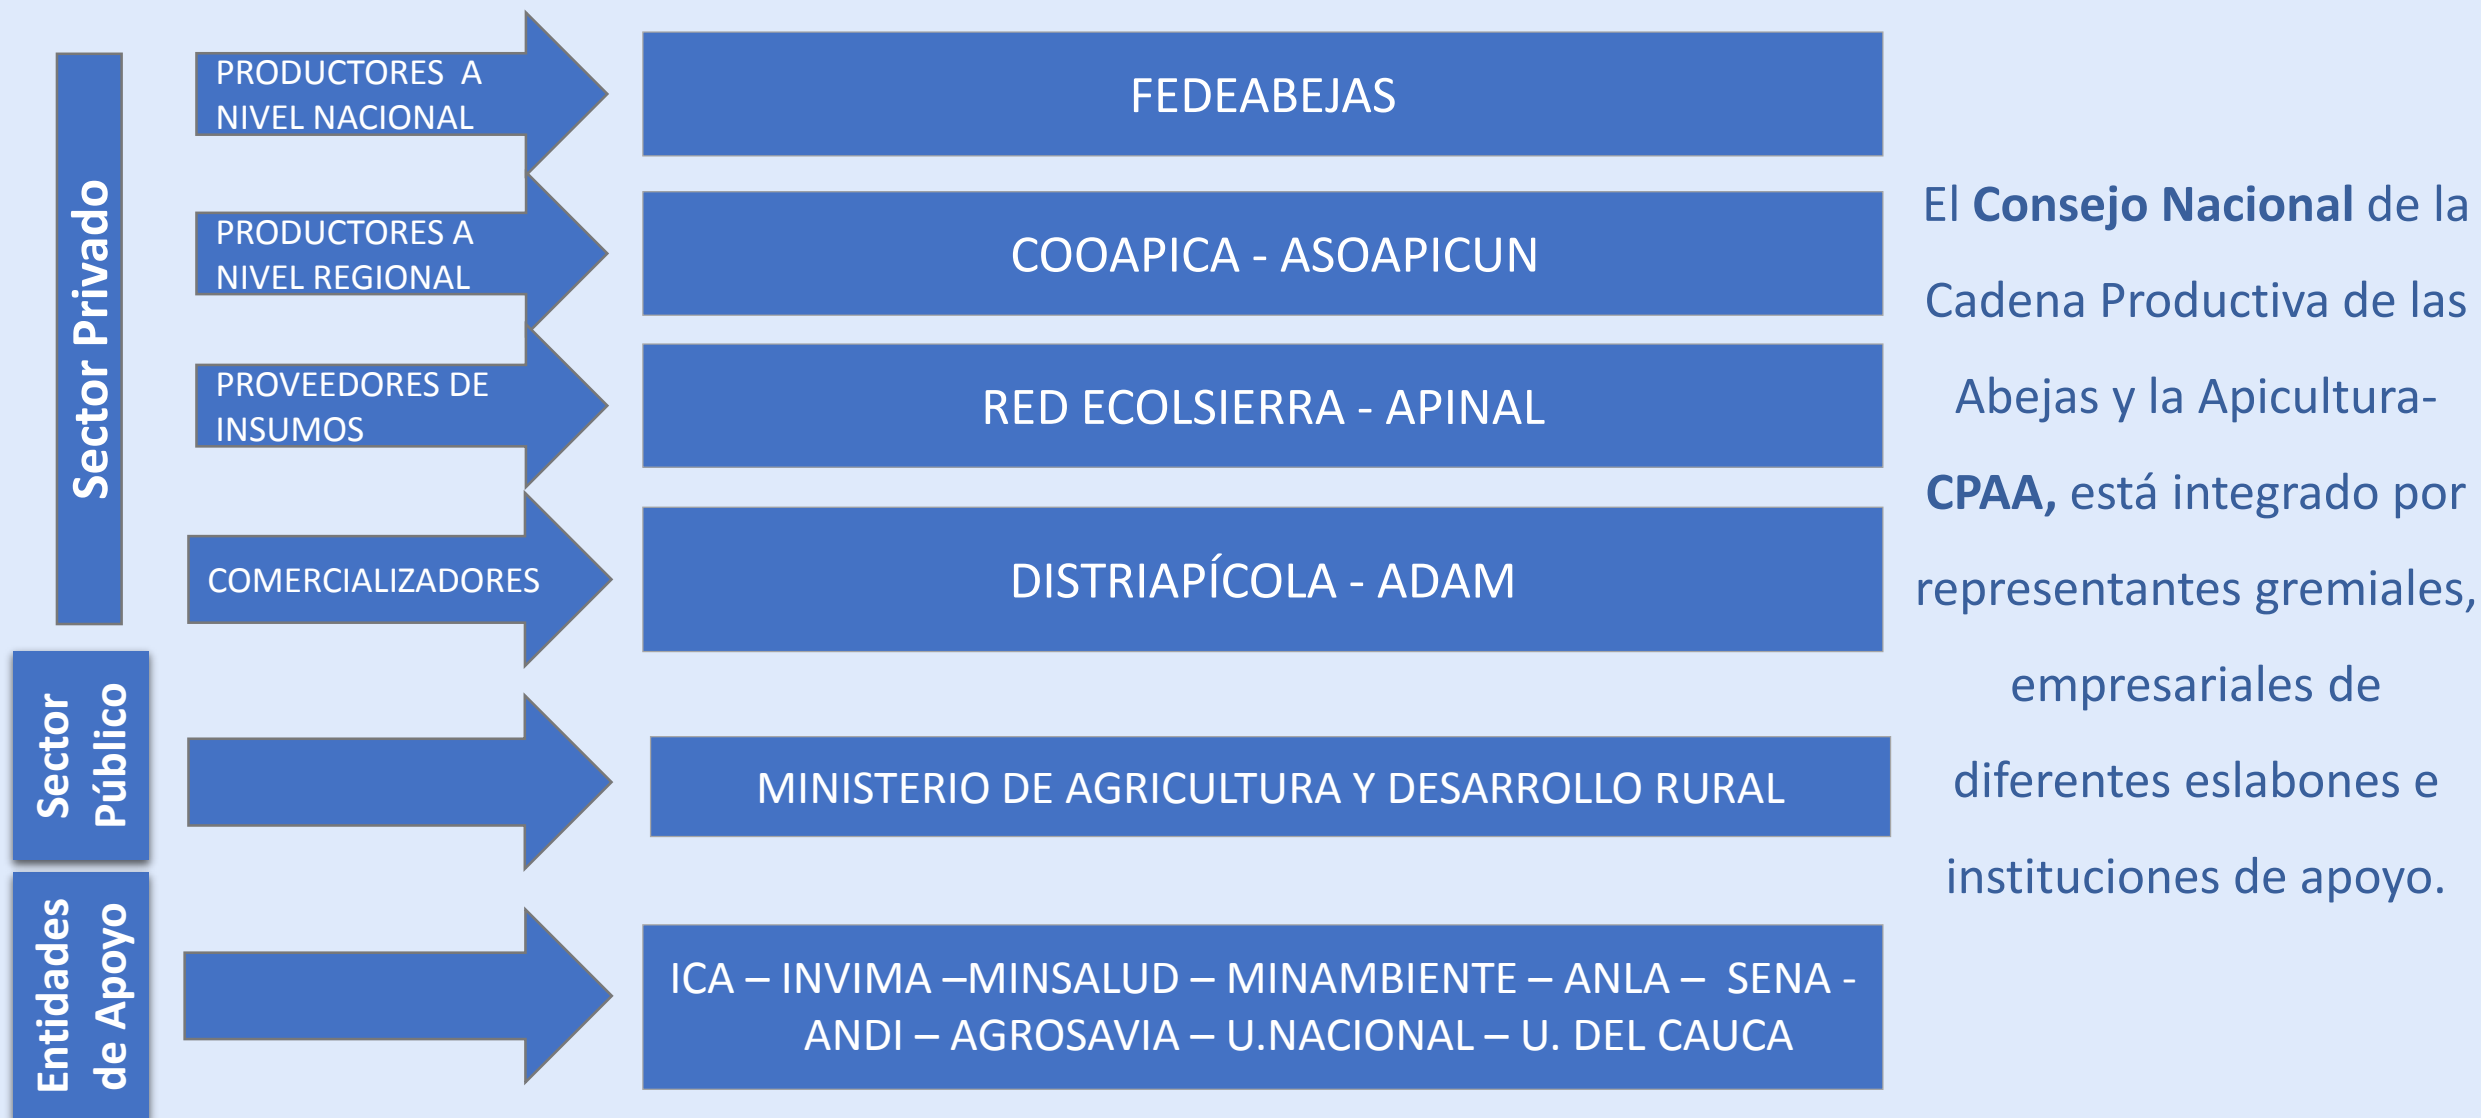 Sector Privado
PRODUCTORES A
NIVEL NACIONAL
FEDEABEJAS
PRODUCTORES A
NIVEL REGIONAL
COOAPICA - ASOAPICUN
PROVEEDORES DE
INSUMOS
RED ECOLSIERRA - APINAL
COMERCIALIZADORES
DISTRIAPÍCOLA - ADAM
Sector
Público
MINISTERIO DE AGRICULTURA Y DESARROLLO RURAL
Entidades
de Apoyo
ICA – INVIMA –MINSALUD – MINAMBIENTE – ANLA – SENA -
ANDI – AGROSAVIA – U.NACIONAL – U. DEL CAUCA
El Consejo Nacional de la
Cadena Productiva de las
Abejas y la Apicultura-
CPAA, está integrado por
representantes gremiales,
empresariales de
diferentes eslabones e
instituciones de apoyo.